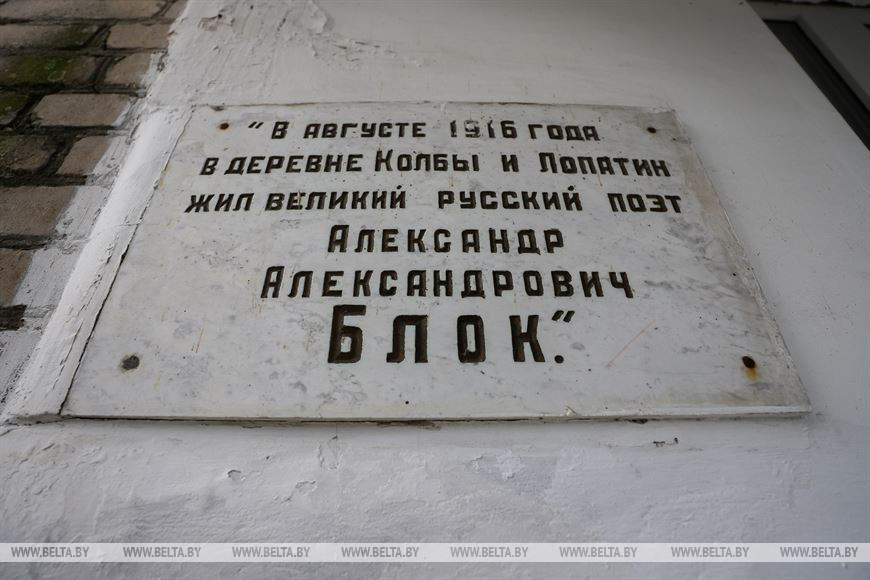 "В августе 1916 года
в деревне Колбы и Лопатин
жил великий русский поэт
Александр
Александрович
Блок".
WWW.BELTA.BY WWW.BELTA.BY WWW.BELTA.BY WWW.BELTA.BY WWW.BELTA.BY WWW.BELTA.BY WWW.BELTA.BY WWW.BELTA.BY